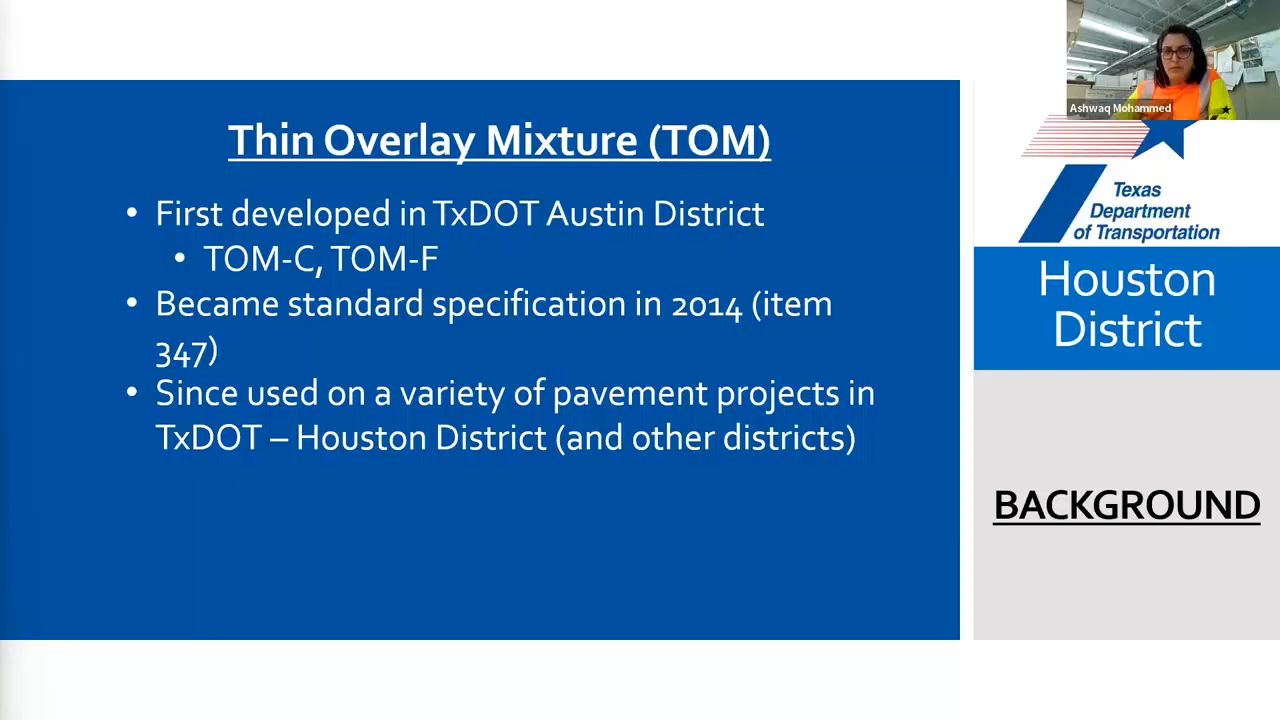 Thin Overlay Mixture (TOM)
• First developed in TxDOT Austin District
• TOM-C, TOM-F
• Became standard specification in 2014 (item
347)
• Since used on a variety of pavement projects in
TxDOT – Houston District (and other districts)
Ashwaq Mohammed
Texas
Department
of Transportation
Houston
District
BACKGROUND